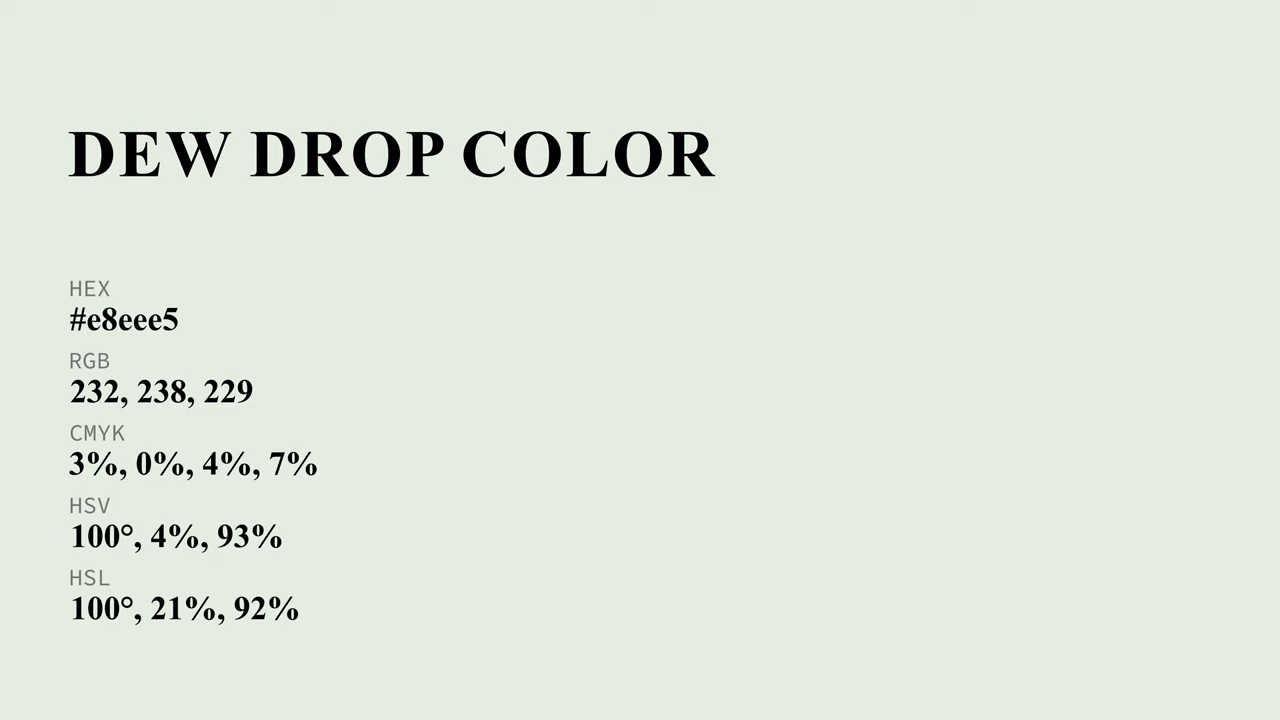 DEW DROP COLOR
HEX
#e8eee5
RGB
232, 238, 229
CMYK
3%, 0%, 4%, 7%
HSV
100°, 4%, 93%
HSL
100°, 21%, 92%